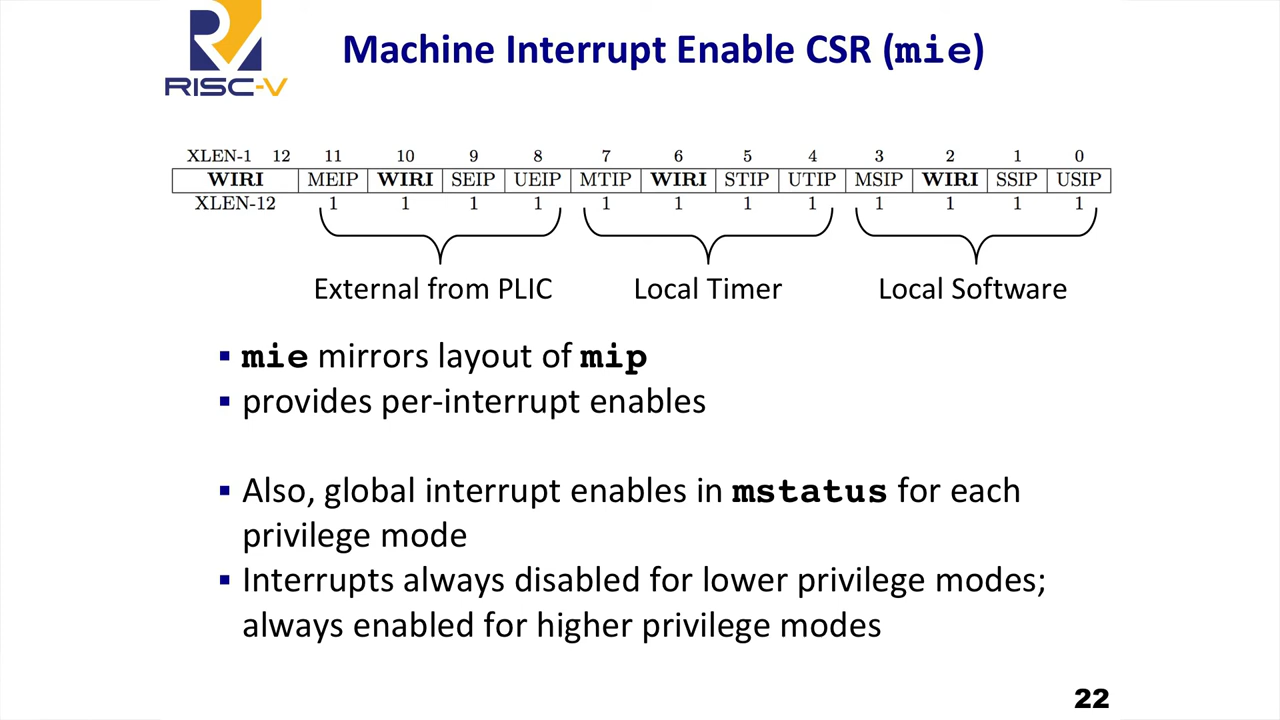 RISC-V
Machine Interrupt Enable CSR (mie)
XLEN-1 12 11 10 9 8 7 6 5 4 3 2 1 0
WIRI MEIP WIRI SEIP UEIP MTIP WIRI STIP UTIP MSIP WIRI SSIP USIP
XLEN-12 1 1 1 1 1 1 1 1 1 1 1 1
External from PLIC Local Timer Local Software
▪ mie mirrors layout of mip
▪ provides per-interrupt enables
▪ Also, global interrupt enables in mstatus for each
privilege mode
▪ Interrupts always disabled for lower privilege modes;
always enabled for higher privilege modes
22